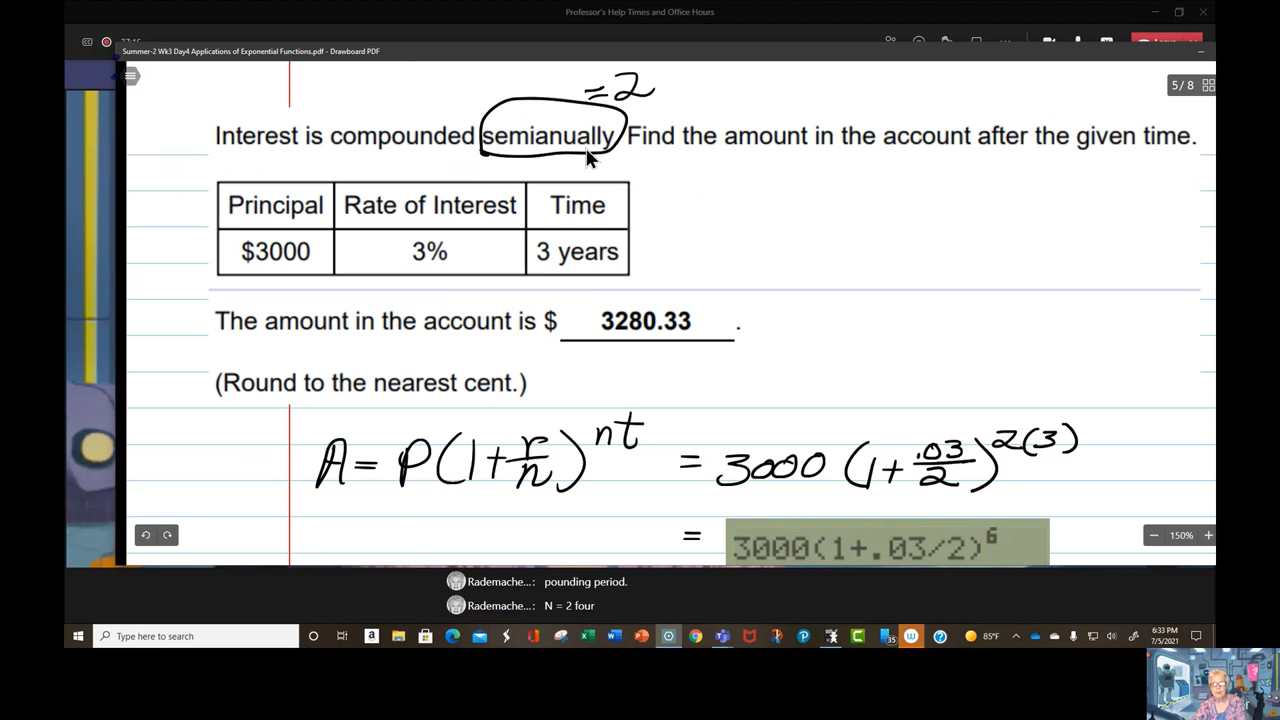 Professor's Help Times and Office Hours
Summer-2 Wk3 Day4 Applications of Exponential Functions.pdf - Drawboard PDF
5/8
= 2
Interest is compounded semianually. Find the amount in the account after the given time.
Principal Rate of Interest Time
$3000 3% 3 years
The amount in the account is $ 3280.33 .
(Round to the nearest cent.)
A = P(1+r/n)^nt = 3000 (1+.03/2)^2(3)
= 3000(1+.03/2)^6
150%
Rademache...: pounding period.
Rademache...: N = 2 four
Type here to search
85°F
6:33 PM
7/5/2021